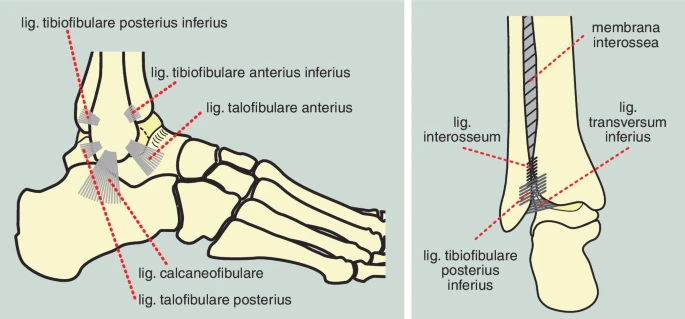 lig. tibiofibulare posterius inferius
lig. tibiofibulare anterius inferius
lig. talofibulare anterius
lig. calcaneofibulare
lig. talofibulare posterius
membrana
interossea
lig.
interosseum
lig.
transversum
inferius
lig. tibiofibulare
posterius
inferius